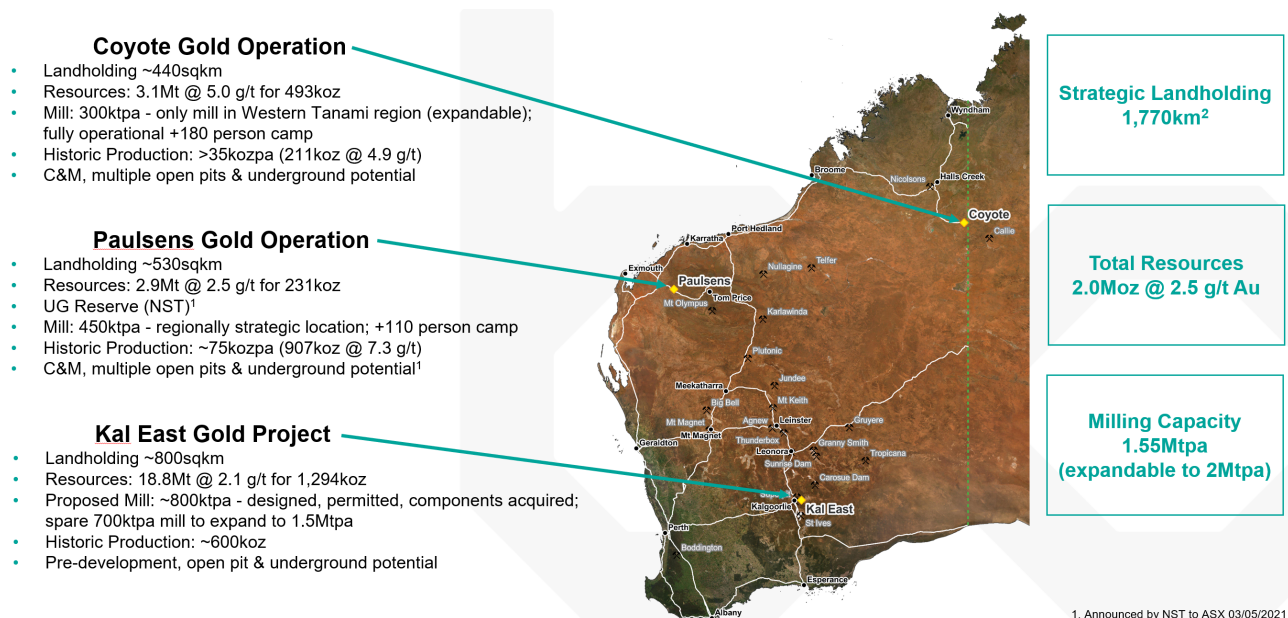 Coyote Gold Operation
• Landholding ~440sqkm
• Resources: 3.1Mt @ 5.0 g/t for 493koz
• Mill: 300ktpa - only mill in Western Tanami region (expandable);
fully operational +180 person camp
• Historic Production: >35kozpa (211koz @ 4.9 g/t)
• C&M, multiple open pits & underground potential
Paulsens Gold Operation
• Landholding ~530sqkm
• Resources: 2.9Mt @ 2.5 g/t for 231koz
• UG Reserve (NST)¹
• Mill: 450ktpa - regionally strategic location; +110 person camp
• Historic Production: ~75kozpa (907koz @ 7.3 g/t)
• C&M, multiple open pits & underground potential¹
Kal East Gold Project
• Landholding ~800sqkm
• Resources: 18.8Mt @ 2.1 g/t for 1,294koz
• Proposed Mill: ~800ktpa - designed, permitted, components acquired;
spare 700ktpa mill to expand to 1.5Mtpa
• Historic Production: ~600koz
• Pre-development, open pit & underground potential
Wyndham
Broome
Nicolsons
Halls Creek
Coyote
Callie
Port Hedland
Karratha
Exmouth
Nullagine
Telfer
Paulsens
Tom Price
Mt Olympus
Karlawinda
Plutonic
Jundee
Meekatharra
Mt Keith
Big Bell
Mt Magnet
Mt Magnet
Agnew
Leinster
Gruyere
Geraldton
Thunderbox
Granny Smith
Leonora
Tropicana
Sunrise Dam
Carosue Dam
Kalgoorlie
Kal East
St Ives
Perth
Boddington
Esperance
Albany
Strategic Landholding
1,770km²
Total Resources
2.0Moz @ 2.5 g/t Au
Milling Capacity
1.55Mtpa
(expandable to 2Mtpa)
1. Announced by NST to ASX 03/05/2021